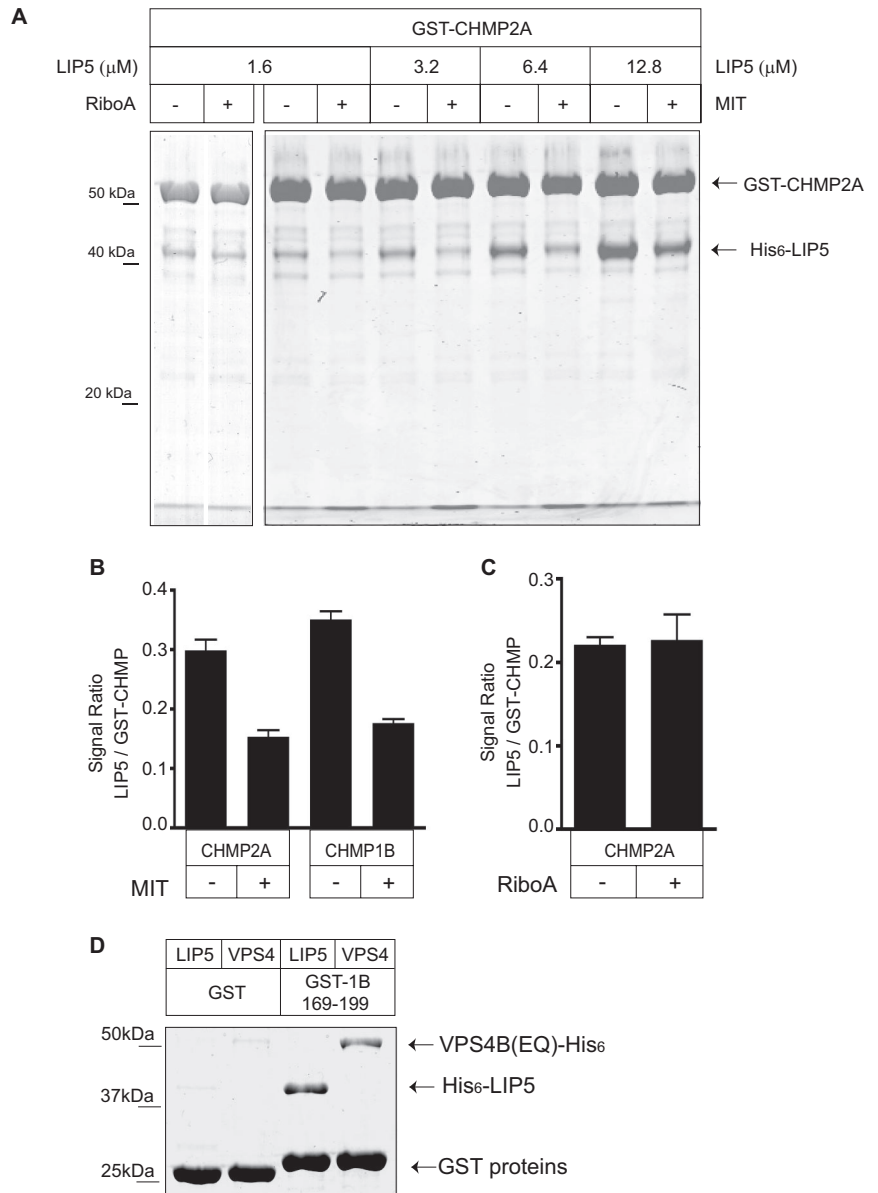 A
GST-CHMP2A
LIP5 (μM) 1.6 3.2 6.4 12.8 LIP5 (μM)
RiboA - + - + - + - + - + MIT
50 kDa
← GST-CHMP2A
40 kDa
← His6-LIP5
20 kDa
B
Signal Ratio
LIP5 / GST-CHMP
0.4
0.3
0.2
0.1
0.0
CHMP2A CHMP1B
MIT - + - +
C
Signal Ratio
LIP5 / GST-CHMP
0.3
0.2
0.1
0.0
CHMP2A
RiboA - +
D
LIP5 VPS4 LIP5 VPS4
GST GST-1B
169-199
50kDa
← VPS4B(EQ)-His6
37kDa
← His6-LIP5
25kDa
← GST proteins